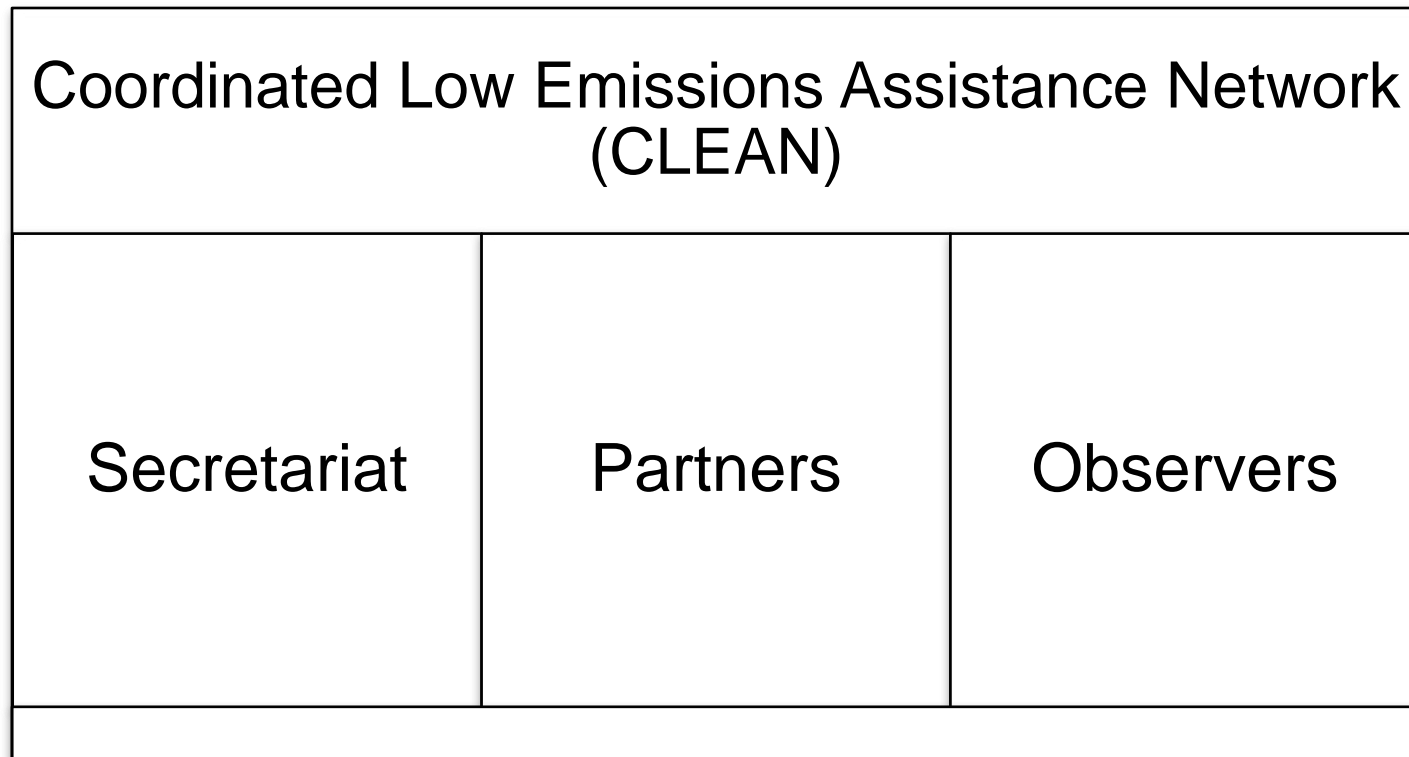 Coordinated Low Emissions Assistance Network
(CLEAN)
Secretariat
Partners
Observers